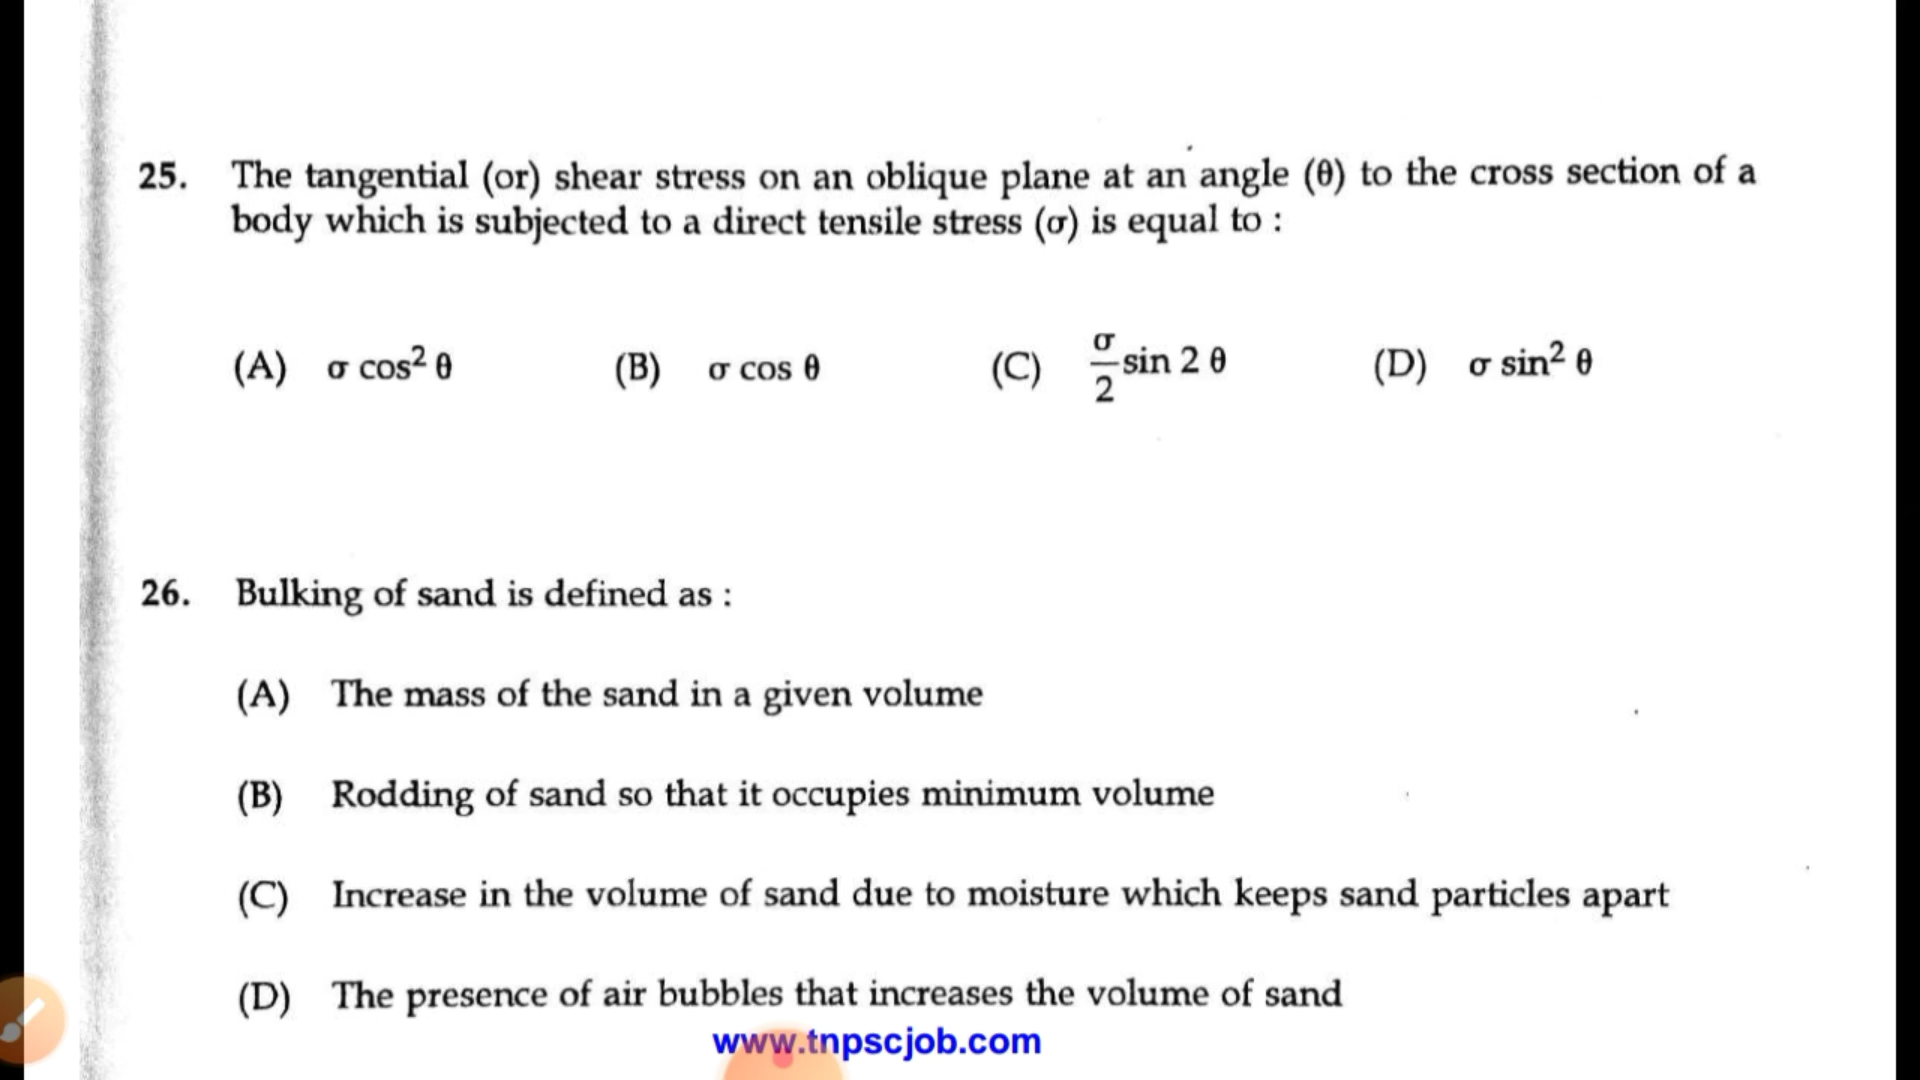 25. The tangential (or) shear stress on an oblique plane at an angle (θ) to the cross section of a
body which is subjected to a direct tensile stress (σ) is equal to :
(A) σ cos² θ (B) σ cos θ (C) σ/2 sin 2 θ (D) σ sin² θ
26. Bulking of sand is defined as :
(A) The mass of the sand in a given volume
(B) Rodding of sand so that it occupies minimum volume
(C) Increase in the volume of sand due to moisture which keeps sand particles apart
(D) The presence of air bubbles that increases the volume of sand
www.tnpscjob.com